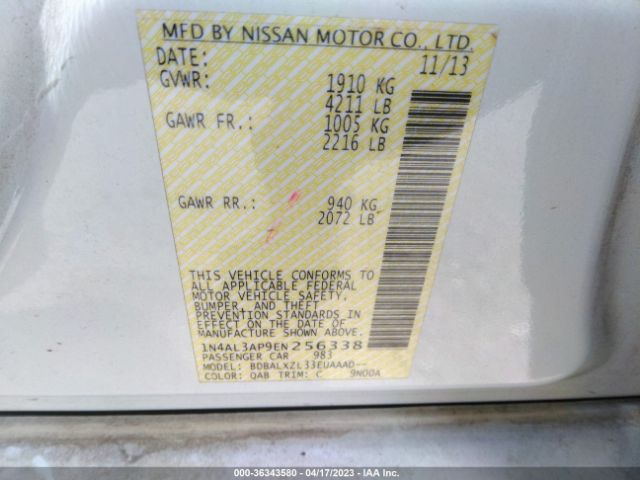 MFD BY NISSAN MOTOR CO., LTD.
DATE: 11/13
GVWR: 1910 KG
4211 LB
GAWR FR.: 1005 KG
2216 LB
GAWR RR.: 940 KG
2072 LB
THIS VEHICLE CONFORMS TO
ALL APPLICABLE FEDERAL
MOTOR VEHICLE SAFETY,
BUMPER, AND THEFT
PREVENTION STANDARDS IN
EFFECT ON THE DATE OF
MANUFACTURE SHOWN ABOVE.
1N4AL3AP9EN256338
PASSENGER CAR 983
MODEL: BDBALXZL33EUAAAD--
COLOR: QAB TRIM: C 9N00A
000-36343580 - 04/17/2023 - IAA Inc.